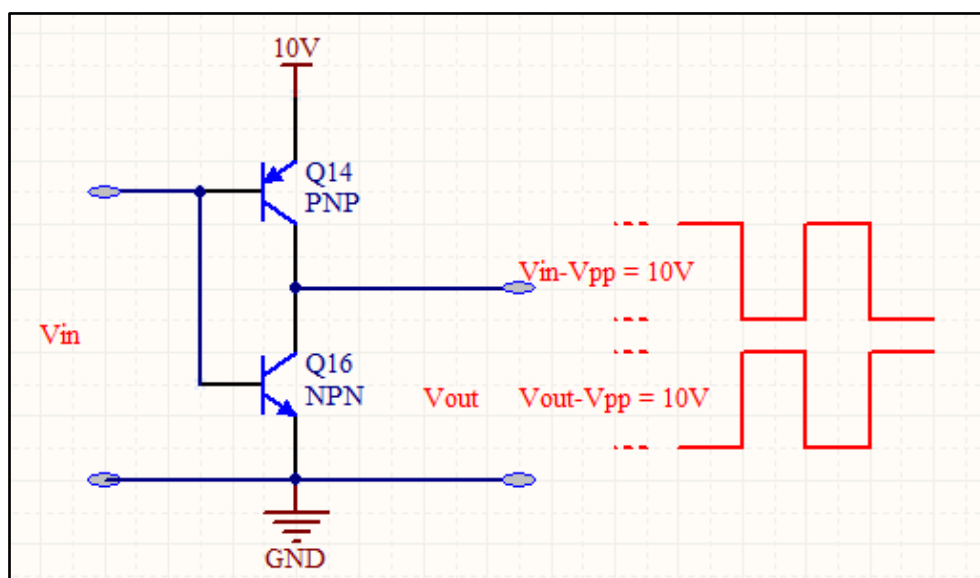 10V
Q14
PNP
Vin-Vpp = 10V
Vin
Q16
NPN
Vout
Vout-Vpp = 10V
GND